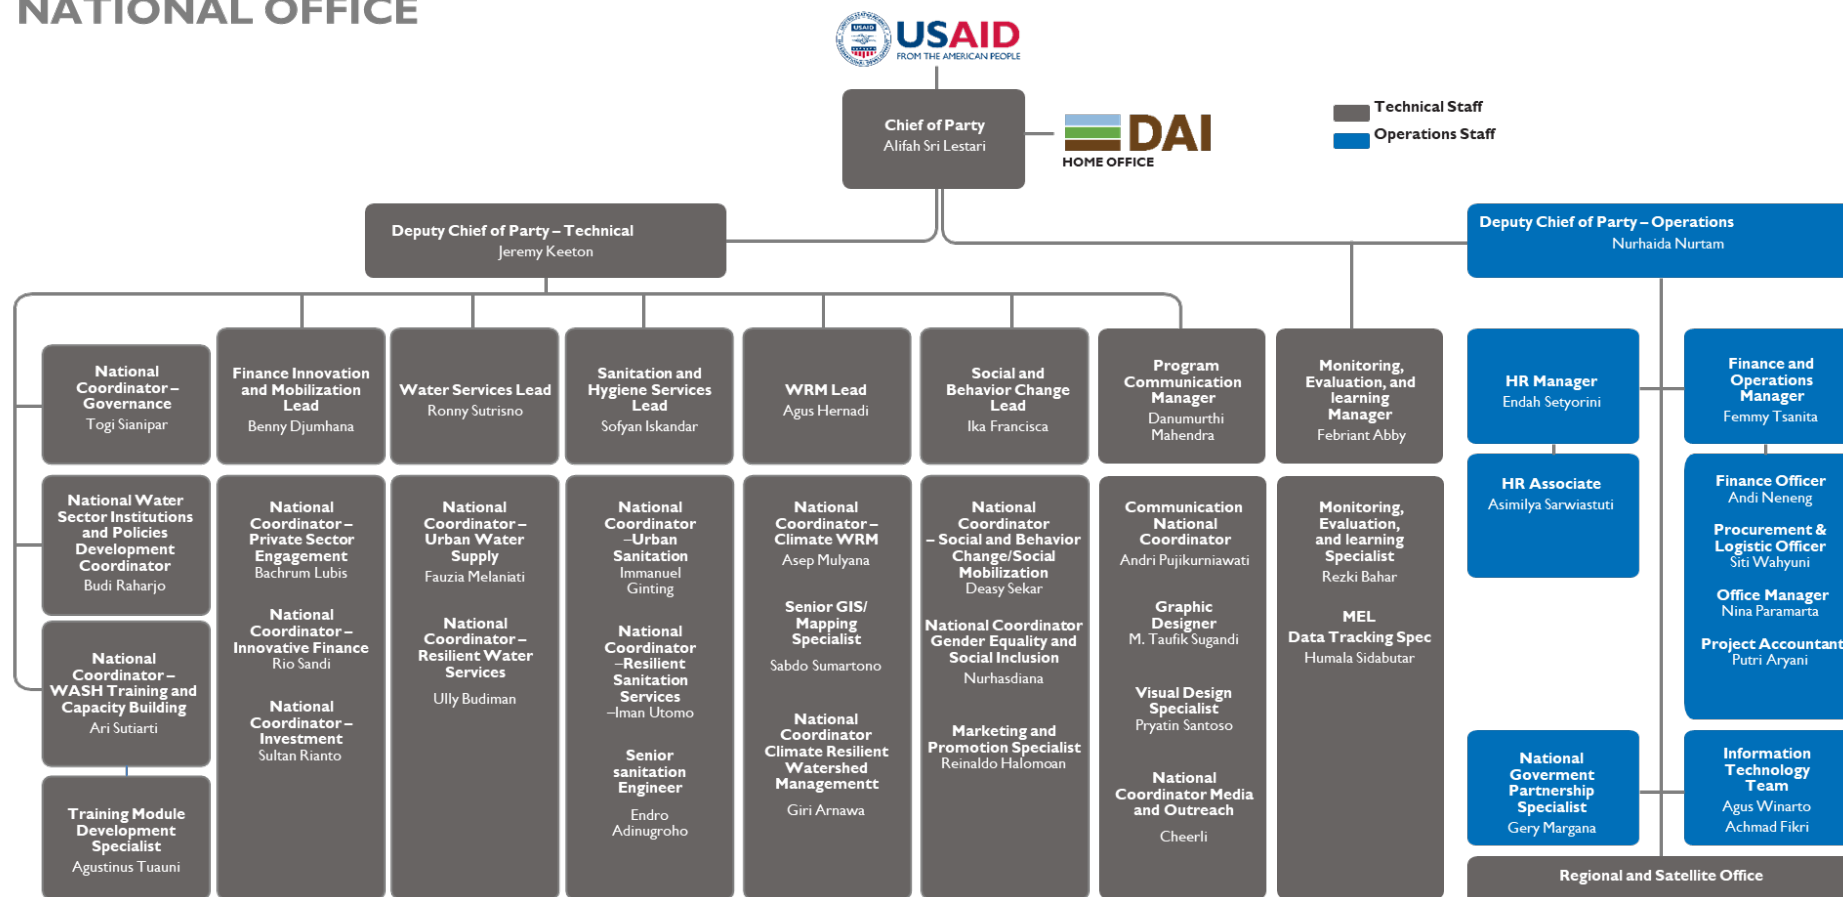 NATIONAL OFFICE
USAID
FROM THE AMERICAN PEOPLE
Chief of Party
Alifah Sri Lestari
DAI
HOME OFFICE
Technical Staff
Operations Staff
Deputy Chief of Party – Technical
Jeremy Keeton
Deputy Chief of Party – Operations
Nurhaida Nurtam
National
Coordinator –
Governance
Togi Sianipar
Finance Innovation
and Mobilization
Lead
Benny Djumhana
Water Services Lead
Ronny Sutrisno
Sanitation and
Hygiene Services
Lead
Sofyan Iskandar
WRM Lead
Agus Hernadi
Social and
Behavior Change
Lead
Ika Francisca
Program
Communication
Manager
Danumurthi
Mahendra
Monitoring,
Evaluation, and
learning
Manager
Febriant Abby
HR Manager
Endah Setyorini
Finance and
Operations
Manager
Femmy Tsanita
National Water
Sector Institutions
and Policies
Development
Coordinator
Budi Raharjo
National
Coordinator –
WASH Training and
Capacity Building
Ari Sutiarti
Training Module
Development
Specialist
Agustinus Tuauni
National
Coordinator –
Private Sector
Engagement
Bachrum Lubis
National
Coordinator –
Innovative Finance
Rio Sandi
National
Coordinator –
Investment
Sultan Rianto
National
Coordinator –
Urban Water
Supply
Fauzia Melaniati
National
Coordinator –
Resilient Water
Services
Ully Budiman
National
Coordinator
–Urban
Sanitation
Immanuel
Ginting
National
Coordinator
–Resilient
Sanitation
Services
–Iman Utomo
Senior
sanitation
Engineer
Endro
Adinugroho
National
Coordinator –
Climate WRM
Asep Mulyana
Senior GIS/
Mapping
Specialist
Sabdo Sumartono
National
Coordinator
Climate Resilient
Watershed
Managementt
Giri Arnawa
National
Coordinator
– Social and Behavior
Change/Social
Mobilization
Deasy Sekar
National Coordinator
Gender Equality and
Social Inclusion
Nurhasdiana
Marketing and
Promotion Specialist
Reinaldo Halomoan
Communication
National
Coordinator
Andri Pujikurniawati
Graphic
Designer
M. Taufik Sugandi
Visual Design
Specialist
Pryatin Santoso
National
Coordinator Media
and Outreach
Cheerli
Monitoring,
Evaluation,
and learning
Specialist
Rezki Bahar
MEL
Data Tracking Spec
Humala Sidabutar
HR Associate
Asimilya Sarwiastuti
Finance Officer
Andi Neneng
Procurement &
Logistic Officer
Siti Wahyuni
Office Manager
Nina Paramarta
Project Accountant
Putri Aryani
National
Goverment
Partnership
Specialist
Gery Margana
Information
Technology
Team
Agus Winarto
Achmad Fikri
Regional and Satellite Office